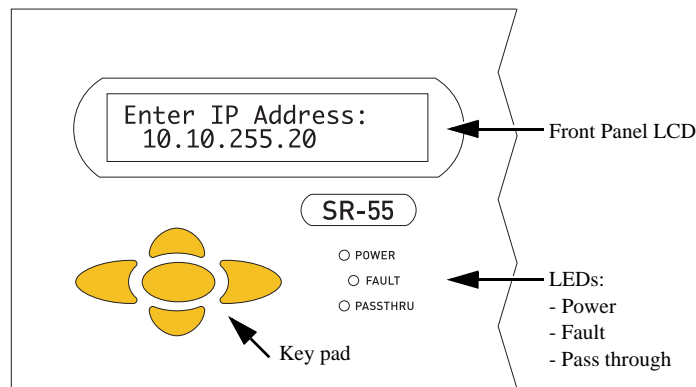 Enter IP Address:
10.10.255.20
Front Panel LCD
SR-55
POWER
FAULT
PASSTHRU
LEDs:
- Power
- Fault
- Pass through
Key pad